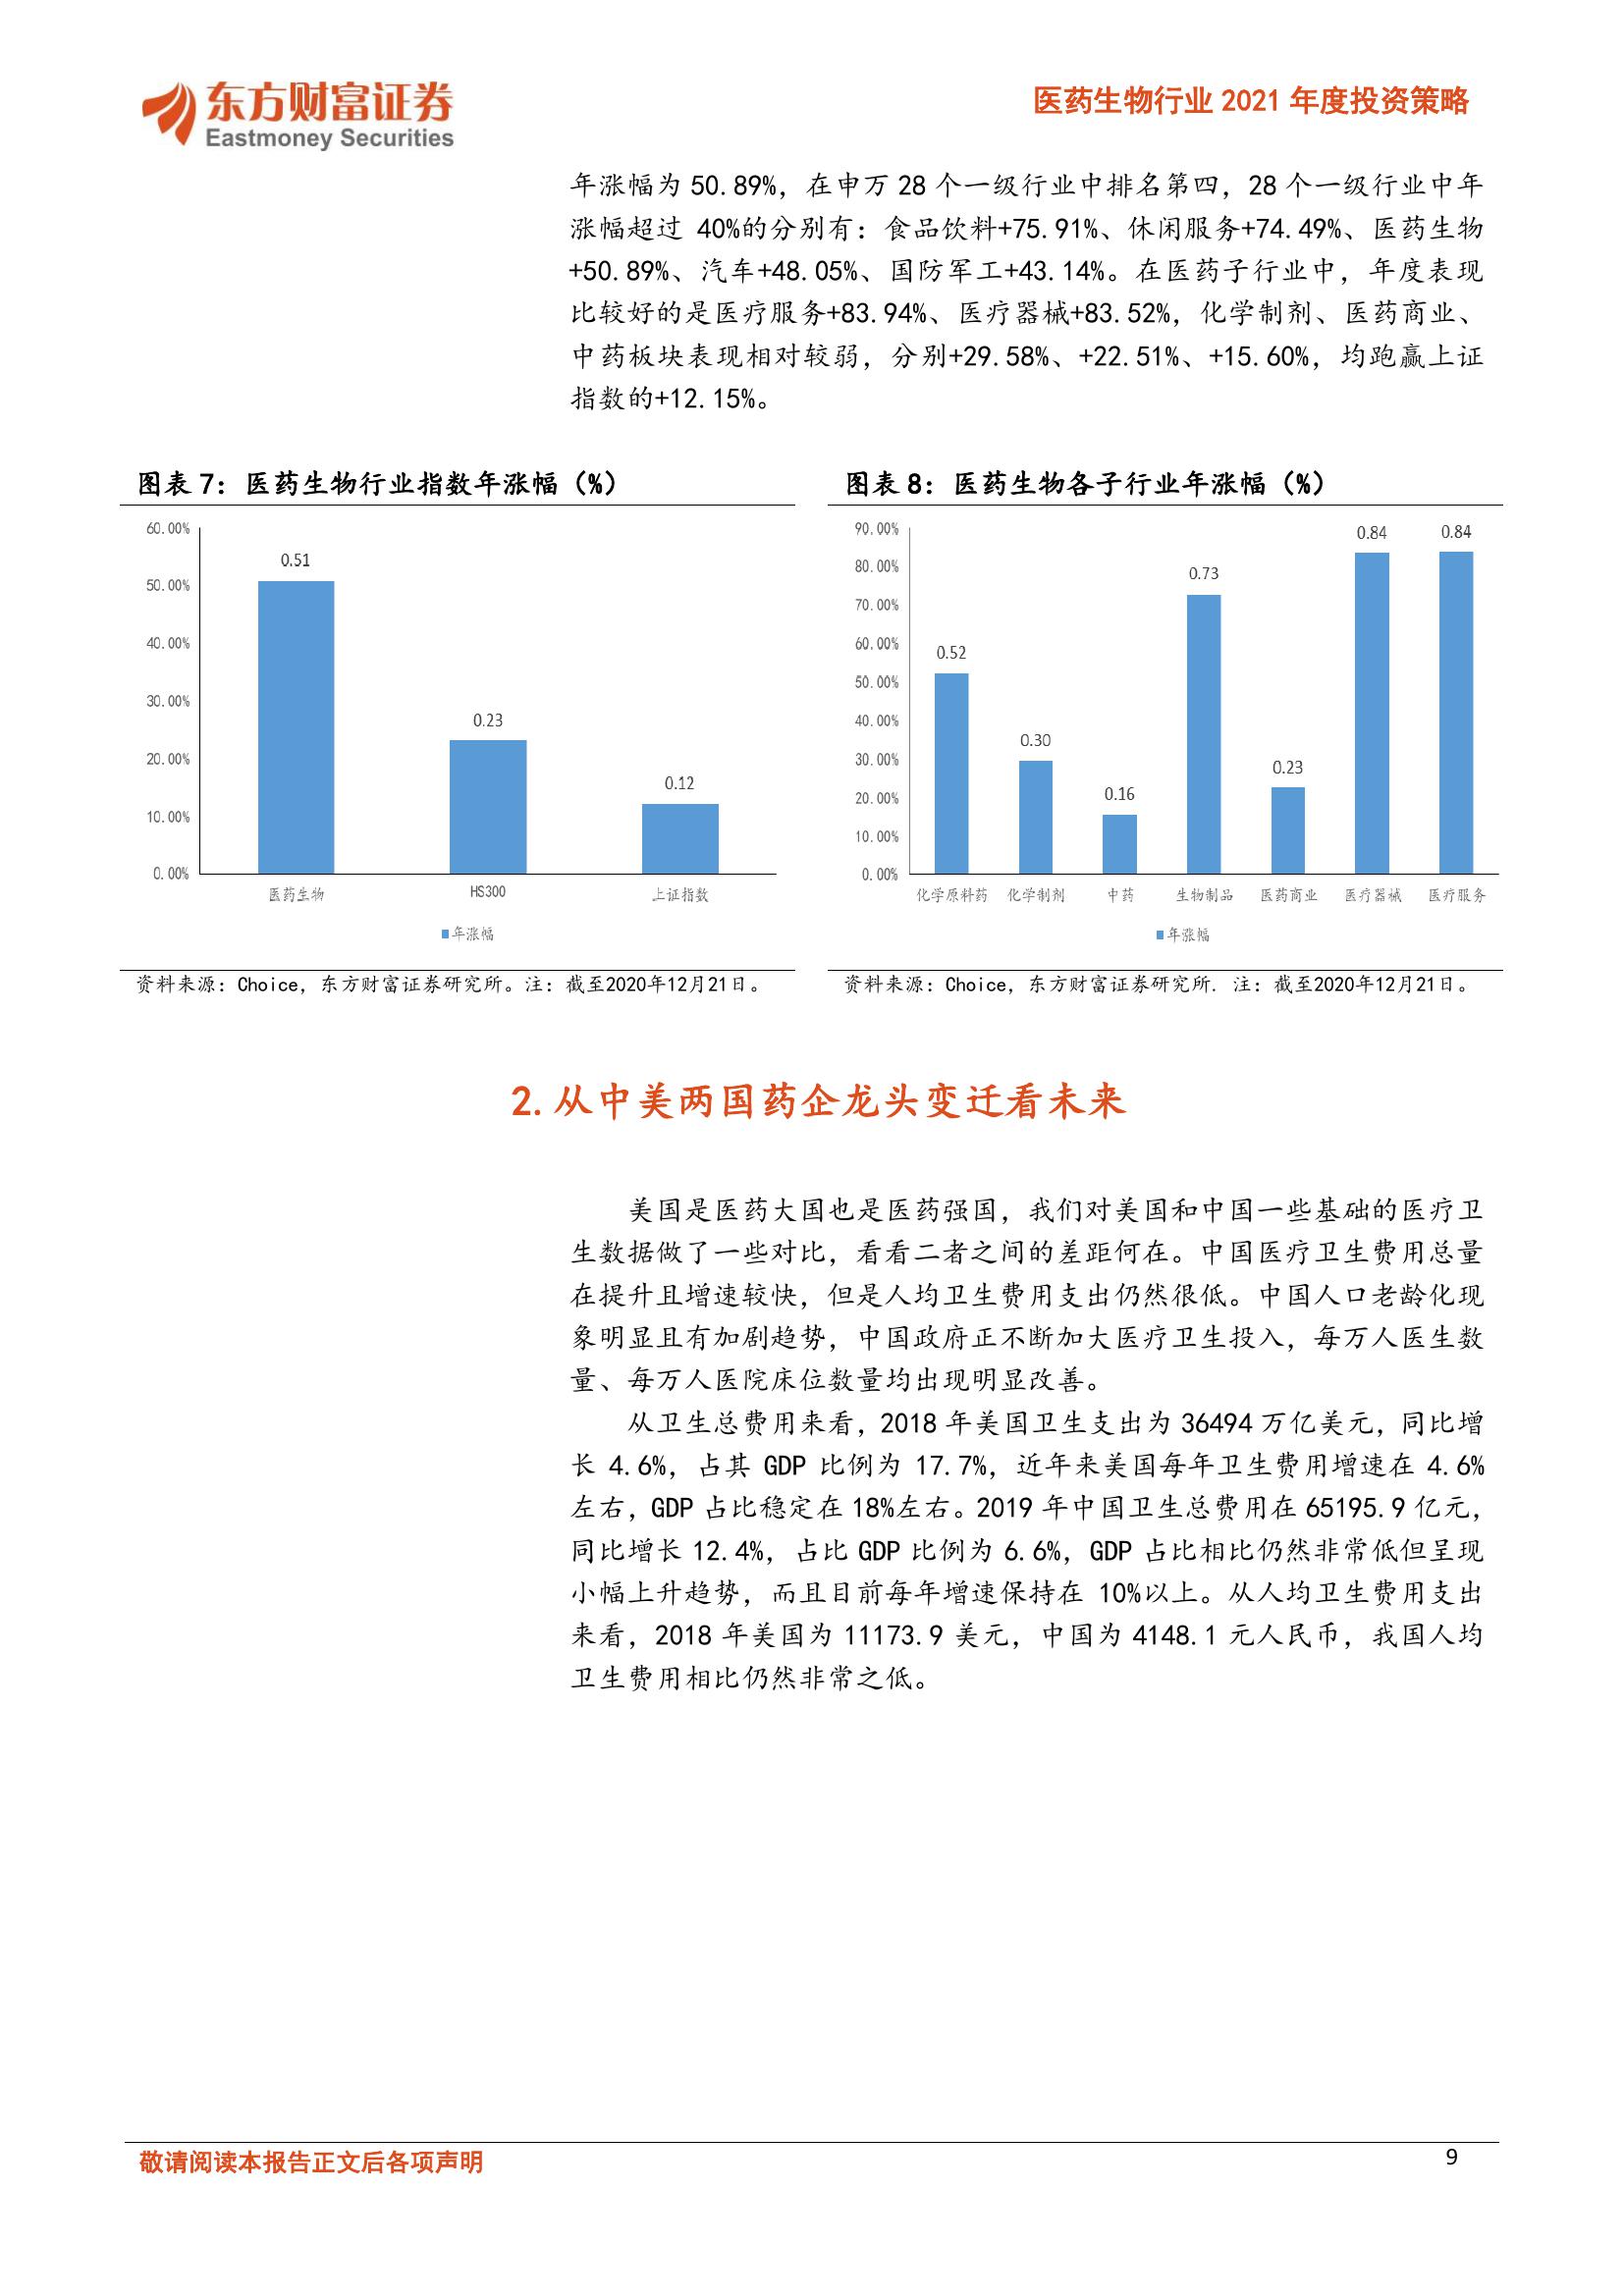 东方财富证券
Eastmoney Securities
医药生物行业 2021 年度投资策略
年涨幅为 50.89%，在申万 28 个一级行业中排名第四，28 个一级行业中年
涨幅超过 40%的分别有：食品饮料+75.91%、休闲服务+74.49%、医药生物
+50.89%、汽车+48.05%、国防军工+43.14%。在医药子行业中，年度表现
比较好的是医疗服务+83.94%、医疗器械+83.52%，化学制剂、医药商业、
中药板块表现相对较弱，分别+29.58%、+22.51%、+15.60%，均跑赢上证
指数的+12.15%。
图表 7：医药生物行业指数年涨幅（%）
60.00%
50.00%
40.00%
30.00%
20.00%
10.00%
0.00%
0.51
0.23
0.12
医药生物
HS300
上证指数
年涨幅
资料来源：Choice，东方财富证券研究所。注：截至2020年12月21日。
图表 8：医药生物各子行业年涨幅（%）
90.00%
80.00%
70.00%
60.00%
50.00%
40.00%
30.00%
20.00%
10.00%
0.00%
0.52
0.30
0.16
0.73
0.23
0.84
0.84
化学原料药
化学制剂
中药
生物制品
医药商业
医疗器械
医疗服务
年涨幅
资料来源：Choice，东方财富证券研究所. 注：截至2020年12月21日。
2.从中美两国药企龙头变迁看未来
美国是医药大国也是医药强国，我们对美国和中国一些基础的医疗卫
生数据做了一些对比，看看二者之间的差距何在。中国医疗卫生费用总量
在提升且增速较快，但是人均卫生费用支出仍然很低。中国人口老龄化现
象明显且有加剧趋势，中国政府正不断加大医疗卫生投入，每万人医生数
量、每万人医院床位数量均出现明显改善。
从卫生总费用来看，2018 年美国卫生支出为 36494 万亿美元，同比增
长 4.6%，占其 GDP 比例为 17.7%，近年来美国每年卫生费用增速在 4.6%
左右，GDP 占比稳定在 18%左右。2019 年中国卫生总费用在 65195.9 亿元，
同比增长 12.4%，占比 GDP 比例为 6.6%，GDP 占比相比仍然非常低但呈现
小幅上升趋势，而且目前每年增速保持在 10%以上。从人均卫生费用支出
来看，2018 年美国为 11173.9 美元，中国为 4148.1 元人民币，我国人均
卫生费用相比仍然非常之低。
敬请阅读本报告正文后各项声明
9